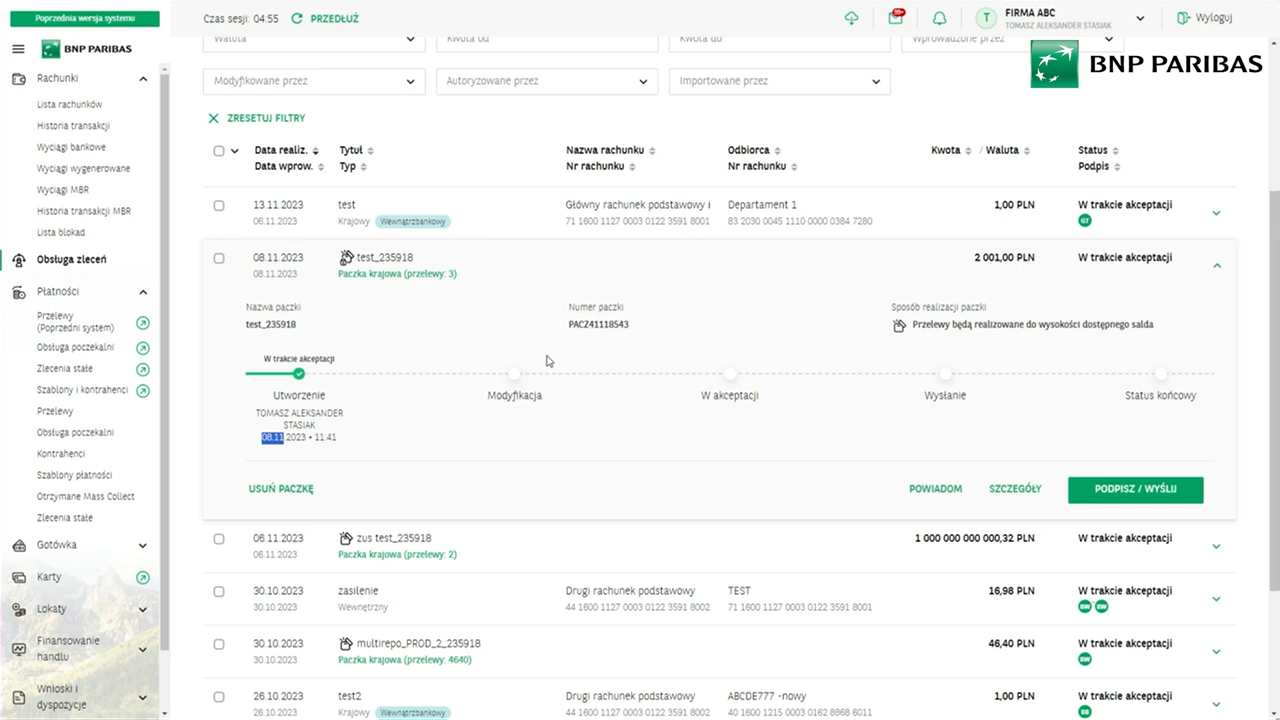 Poprzednia wersja systemu
Czas sesji: 04:55 PRZEDŁUŻ
99+
T FIRMA ABC
TOMASZ ALEKSANDER STASIAK
Wyloguj
BNP PARIBAS
BNP PARIBAS
Rachunki
Lista rachunków
Historia transakcji
Wyciągi bankowe
Wyciągi wygenerowane
Wyciągi MBR
Historia transakcji MBR
Lista blokad
Obsługa zleceń
Płatności
Przelewy
(Poprzedni system)
Obsługa poczekalni
Zlecenia stałe
Szablony i kontrahenci
Przelewy
Obsługa poczekalni
Kontrahenci
Szablony płatności
Otrzymane Mass Collect
Zlecenia stałe
Gotówka
Karty
Lokaty
Finansowanie
handlu
Wnioski i
dyspozycje
Waluta Kwota od Kwota do Wprowadzone przez
Modyfikowane przez Autoryzowane przez Importowane przez
ZRESETUJ FILTRY
Data realiz. Tytuł Nazwa rachunku Odbiorca Kwota / Waluta Status
Data wprow. Typ Nr rachunku Nr rachunku Podpis
13.11.2023 test Główny rachunek podstawowy i Departament 1 1,00 PLN W trakcie akceptacji
08.11.2023 Krajowy Wewnątrzbankowy 71 1600 1127 0003 0122 3591 8001 83 2030 0045 1110 0000 0384 7280 GT
08.11.2023 test_235918 2 001,00 PLN W trakcie akceptacji
08.11.2023 Paczka krajowa (przelewy: 3)
Nazwa paczki Numer paczki Sposób realizacji paczki
test_235918 PACZ41118543 Przelewy będą realizowane do wysokości dostępnego salda
W trakcie akceptacji
Utworzenie Modyfikacja W akceptacji Wysłanie Status końcowy
TOMASZ ALEKSANDER
STASIAK
08.11 2023 • 11:41
USUŃ PACZKĘ POWIADOM SZCZEGÓŁY PODPISZ / WYŚLIJ
06.11.2023 zus test_235918 1 000 000 000 000,32 PLN W trakcie akceptacji
06.11.2023 Paczka krajowa (przelewy: 2)
30.10.2023 zasilenie Drugi rachunek podstawowy TEST 16,98 PLN W trakcie akceptacji
30.10.2023 Wewnętrzny 44 1600 1127 0003 0122 3591 8002 71 1600 1127 0003 0122 3591 8001 BW BW
30.10.2023 multirepo_PROD_2_235918 46,40 PLN W trakcie akceptacji
30.10.2023 Paczka krajowa (przelewy: 4640) BW
26.10.2023 test2 Drugi rachunek podstawowy ABCDE777 -nowy 1,00 PLN W trakcie akceptacji
26.10.2023 Krajowy Wewnątrzbankowy 44 1600 1127 0003 0122 3591 8002 40 1600 1215 0003 0162 8868 6011 BB